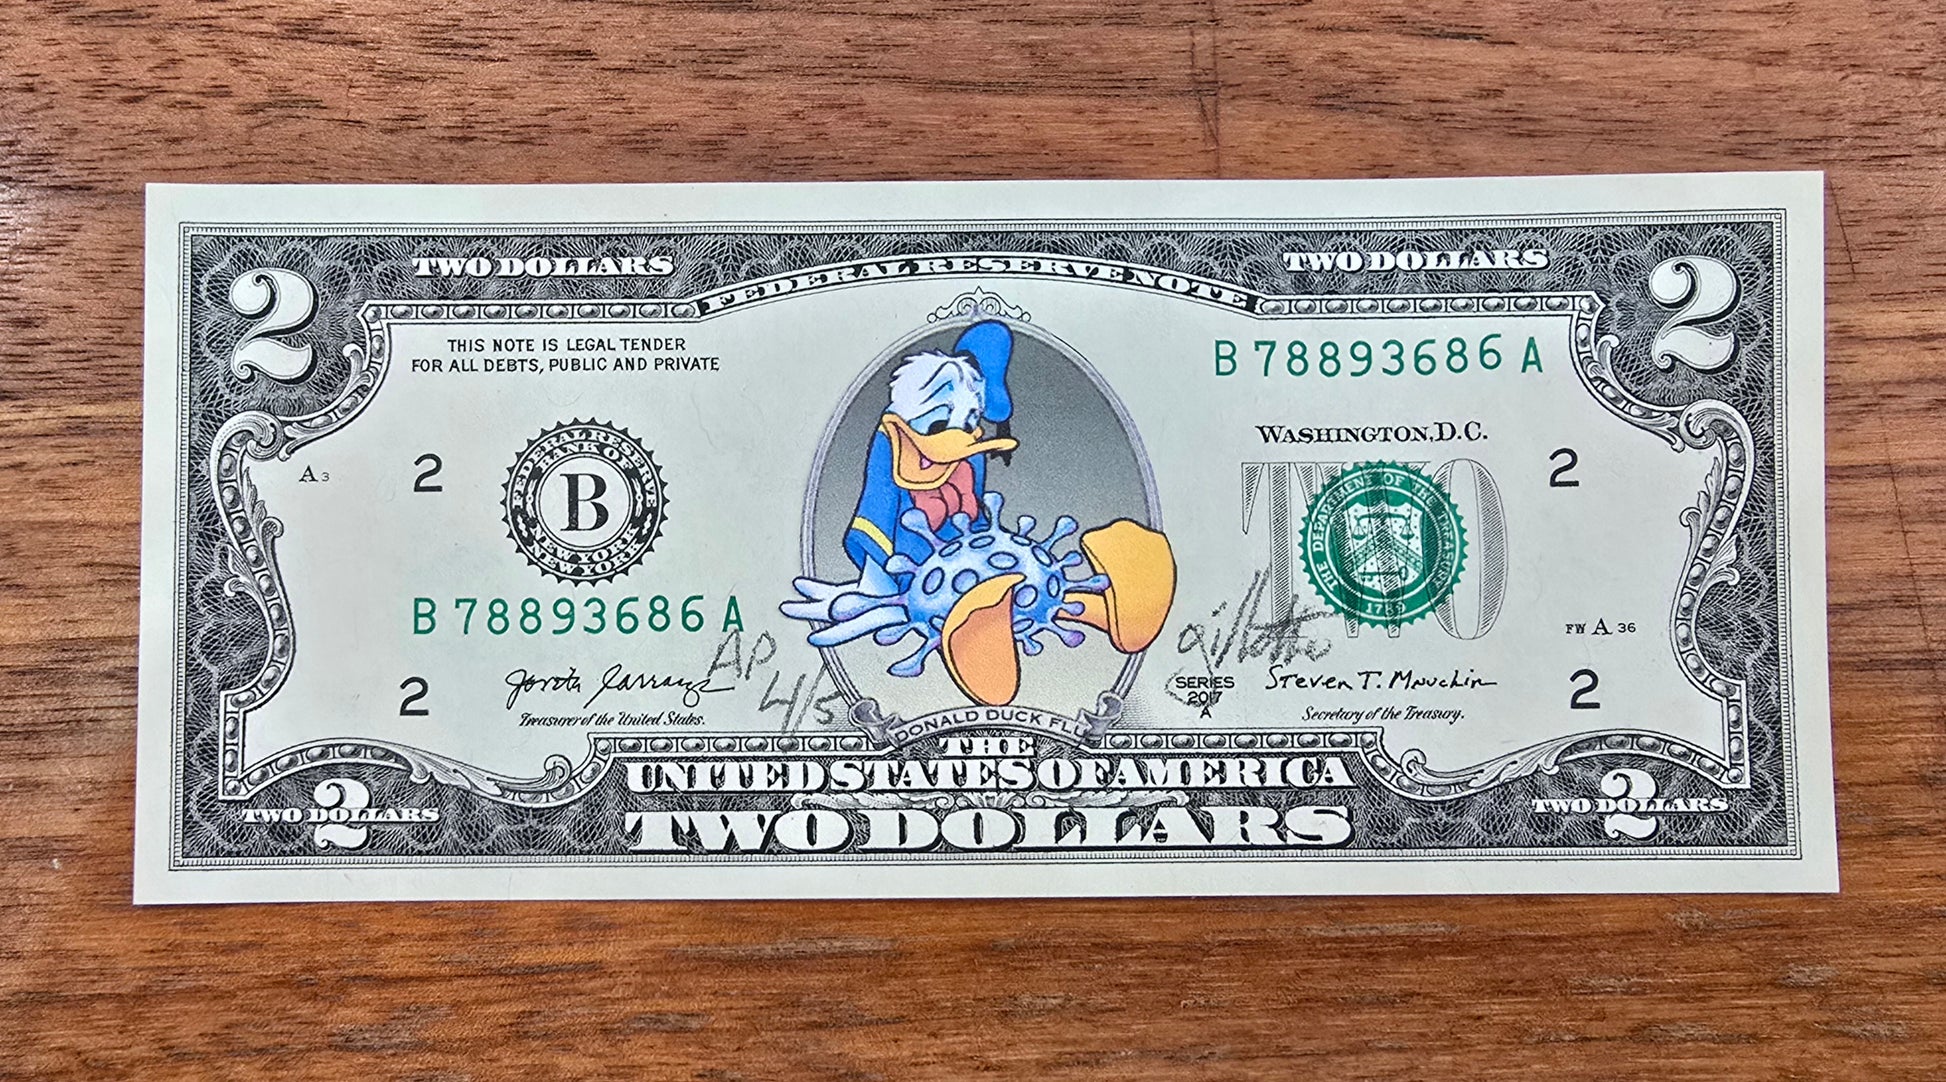 TWO DOLLARS
FEDERAL RESERVE NOTE
TWO DOLLARS
2
2
THIS NOTE IS LEGAL TENDER
FOR ALL DEBTS, PUBLIC AND PRIVATE
B 78893686 A
WASHINGTON, D.C.
A 3
2
FEDERAL RESERVE
BANK OF
B
NEW YORK
NEW YORK
TWO
THE DEPARTMENT OF THE TREASURY
1789
2
B 78893686 A
FW A 36
AP
4/5
gillette
2
Jovita Carranza
Treasurer of the United States.
SERIES
2017
A
Steven T. Mnuchin
Secretary of the Treasury.
2
DONALD DUCK FLU
THE
UNITED STATES OF AMERICA
TWO DOLLARS
TWO DOLLARS
2
TWO DOLLARS
2